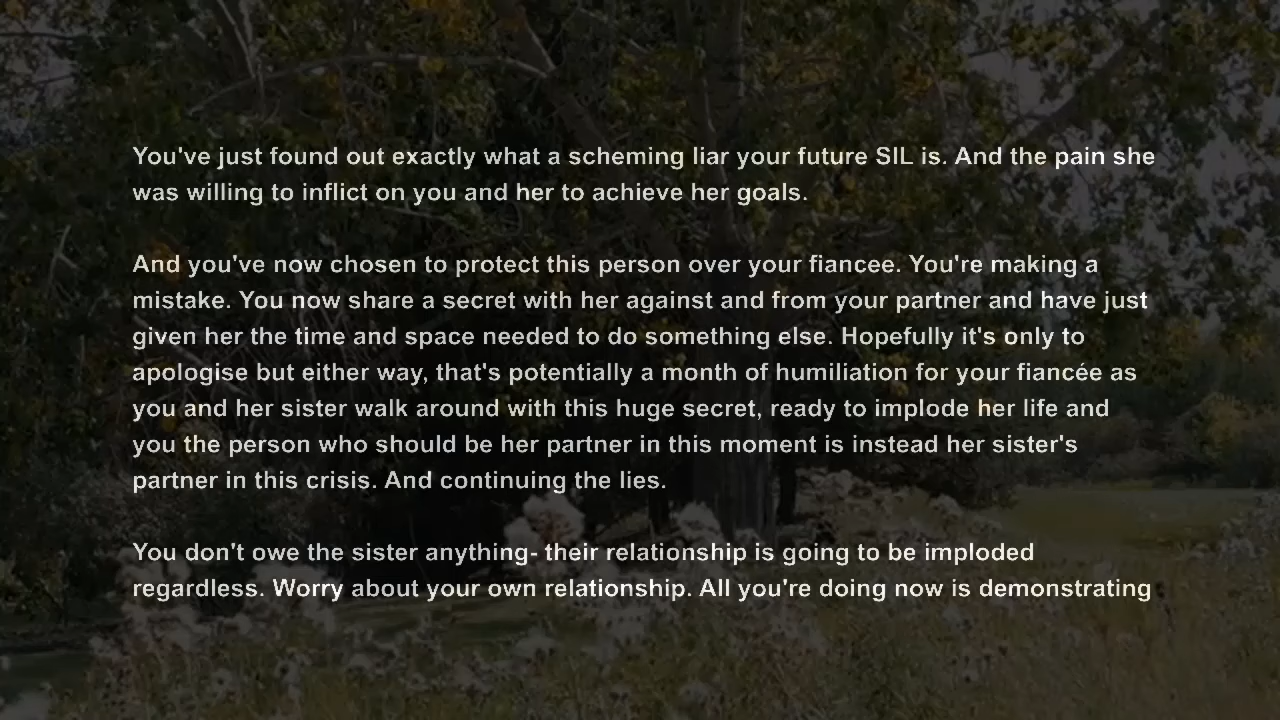 You've just found out exactly what a scheming liar your future SIL is. And the pain she
was willing to inflict on you and her to achieve her goals.
And you've now chosen to protect this person over your fiancee. You're making a
mistake. You now share a secret with her against and from your partner and have just
given her the time and space needed to do something else. Hopefully it's only to
apologise but either way, that's potentially a month of humiliation for your fiancée as
you and her sister walk around with this huge secret, ready to implode her life and
you the person who should be her partner in this moment is instead her sister's
partner in this crisis. And continuing the lies.
You don't owe the sister anything- their relationship is going to be imploded
regardless. Worry about your own relationship. All you're doing now is demonstrating